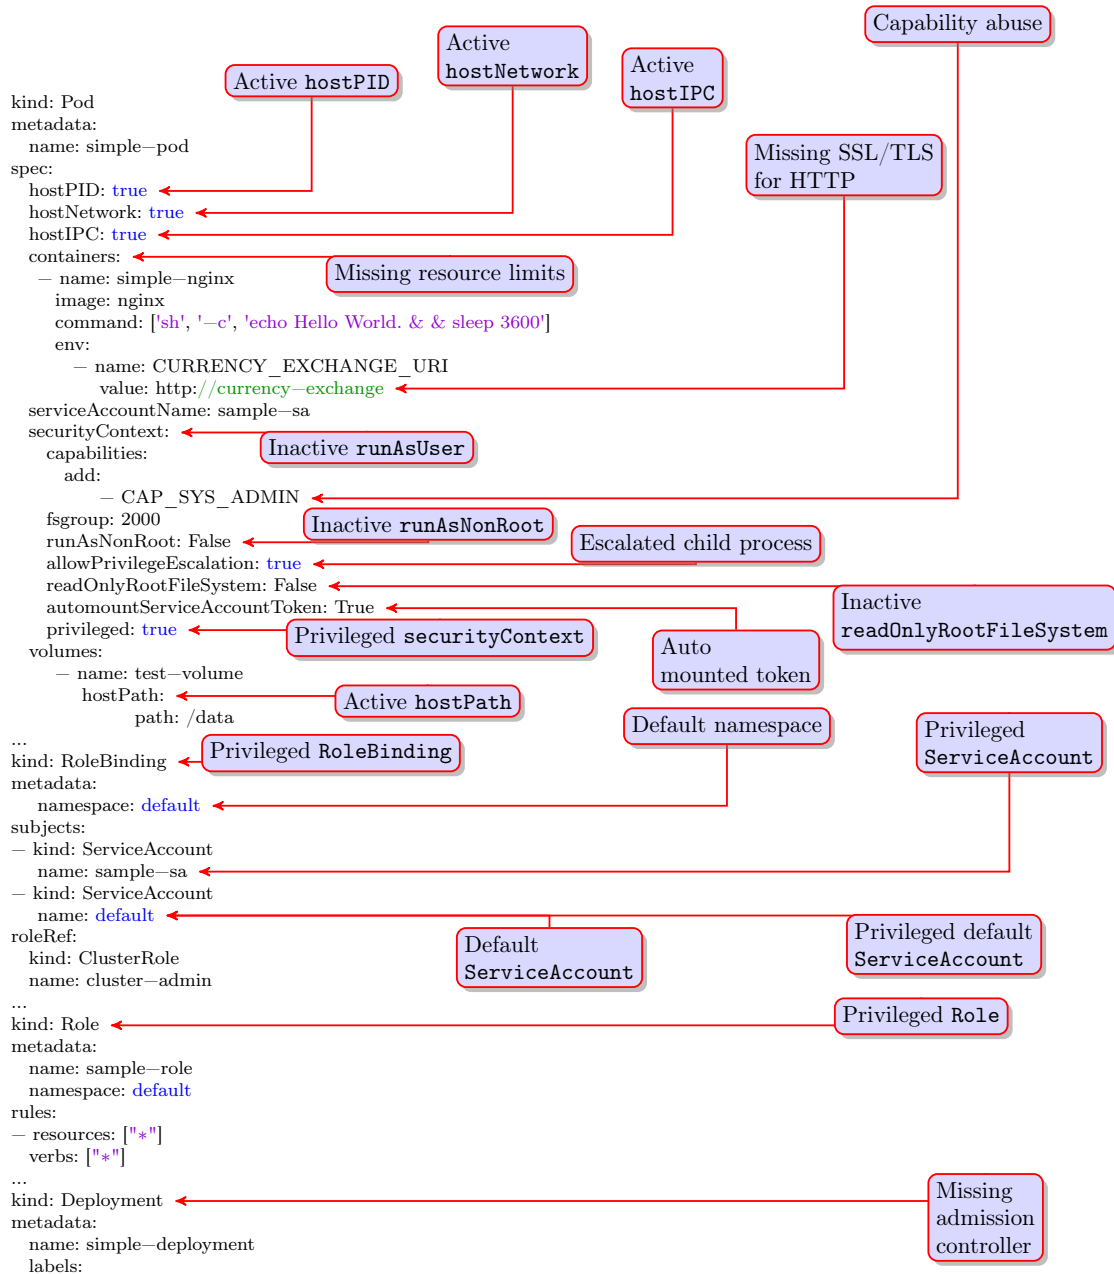 Capability abuse
Active
hostNetwork
Active
hostIPC
Active hostPID
kind: Pod
metadata:
name: simple−pod
Missing SSL/TLS
for HTTP
spec:
hostPID: true
hostNetwork: true
hostIPC: true
containers:
Missing resource limits
− name: simple−nginx
image: nginx
command: ['sh', '−c', 'echo Hello World. & & sleep 3600']
env:
− name: CURRENCY_EXCHANGE_URI
value: http://currency−exchange
serviceAccountName: sample−sa
securityContext:
Inactive runAsUser
capabilities:
add:
− CAP_SYS_ADMIN
fsgroup: 2000
Inactive runAsNonRoot
runAsNonRoot: False
Escalated child process
allowPrivilegeEscalation: true
readOnlyRootFileSystem: False
Inactive
readOnlyRootFileSystem
automountServiceAccountToken: True
privileged: true
Privileged securityContext
Auto
mounted token
volumes:
− name: test−volume
hostPath:
Active hostPath
path: /data
Default namespace
Privileged
ServiceAccount
...
kind: RoleBinding
Privileged RoleBinding
metadata:
namespace: default
subjects:
− kind: ServiceAccount
name: sample−sa
− kind: ServiceAccount
name: default
Default
ServiceAccount
Privileged default
ServiceAccount
roleRef:
kind: ClusterRole
name: cluster−admin
...
kind: Role
Privileged Role
metadata:
name: sample−role
namespace: default
rules:
− resources: ["*"]
verbs: ["*"]
...
kind: Deployment
Missing
admission
controller
metadata:
name: simple−deployment
labels: